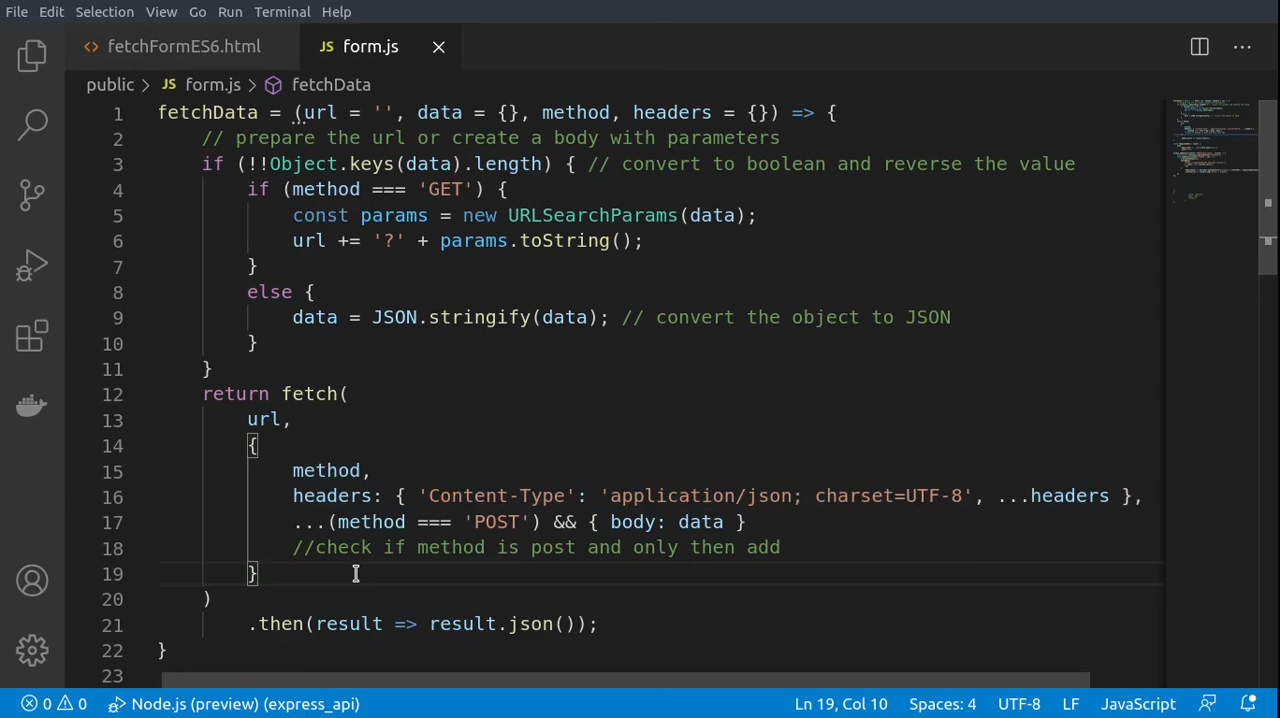 File Edit Selection View Go Run Terminal Help
<> fetchFormES6.html JS form.js ×
public > JS form.js > fetchData
1 fetchData = (url = '', data = {}, method, headers = {}) => {
2 // prepare the url or create a body with parameters
3 if (!!Object.keys(data).length) { // convert to boolean and reverse the value
4 if (method === 'GET') {
5 const params = new URLSearchParams(data);
6 url += '?' + params.toString();
7 }
8 else {
9 data = JSON.stringify(data); // convert the object to JSON
10 }
11 }
12 return fetch(
13 url,
14 {
15 method,
16 headers: { 'Content-Type': 'application/json; charset=UTF-8', ...headers },
17 ...(method === 'POST') && { body: data }
18 //check if method is post and only then add
19 }
20 )
21 .then(result => result.json());
22 }
23
0 0 Node.js (preview) (express_api) Ln 19, Col 10 Spaces: 4 UTF-8 LF JavaScript